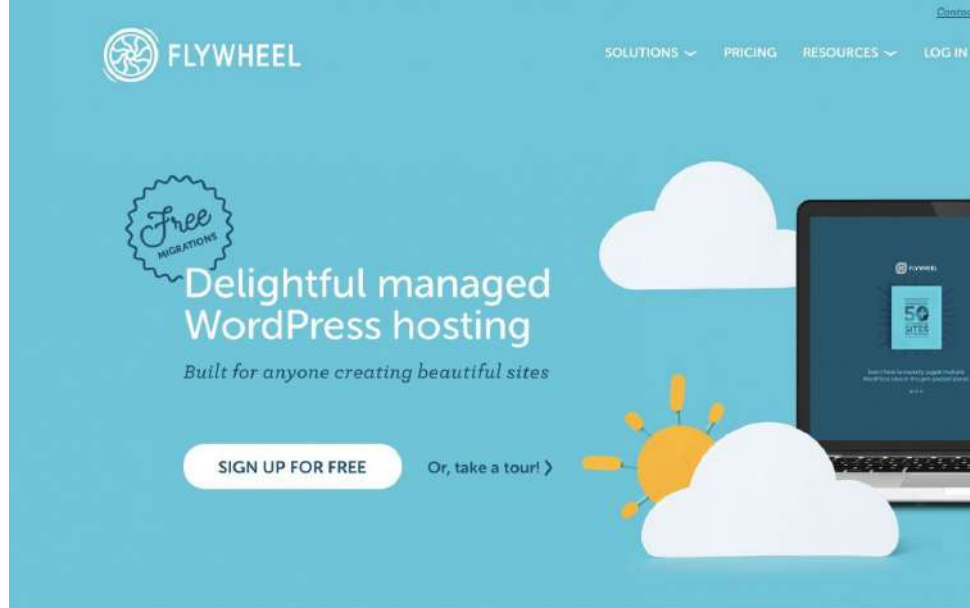 Contac
FLYWHEEL
SOLUTIONS
PRICING
RESOURCES
LOG IN
Free
MIGRATIONS
Delightful managed
WordPress hosting
Built for anyone creating beautiful sites
SIGN UP FOR FREE
Or, take a tour! ❯
FLYWHEEL
50
SITES